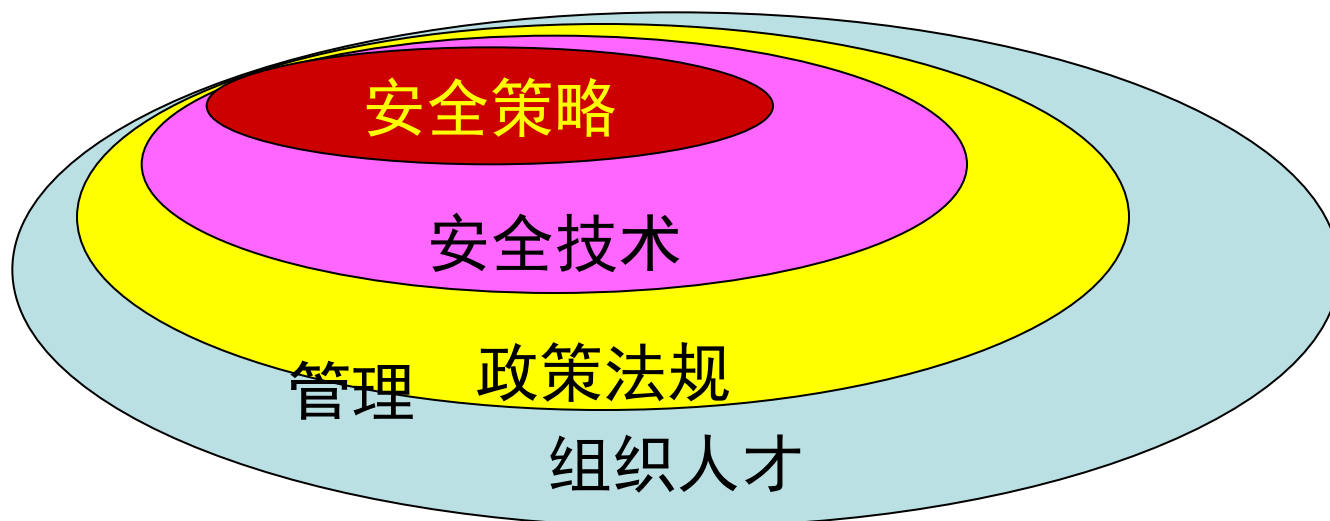 安全策略
安全技术
政策法规
管理
组织人才